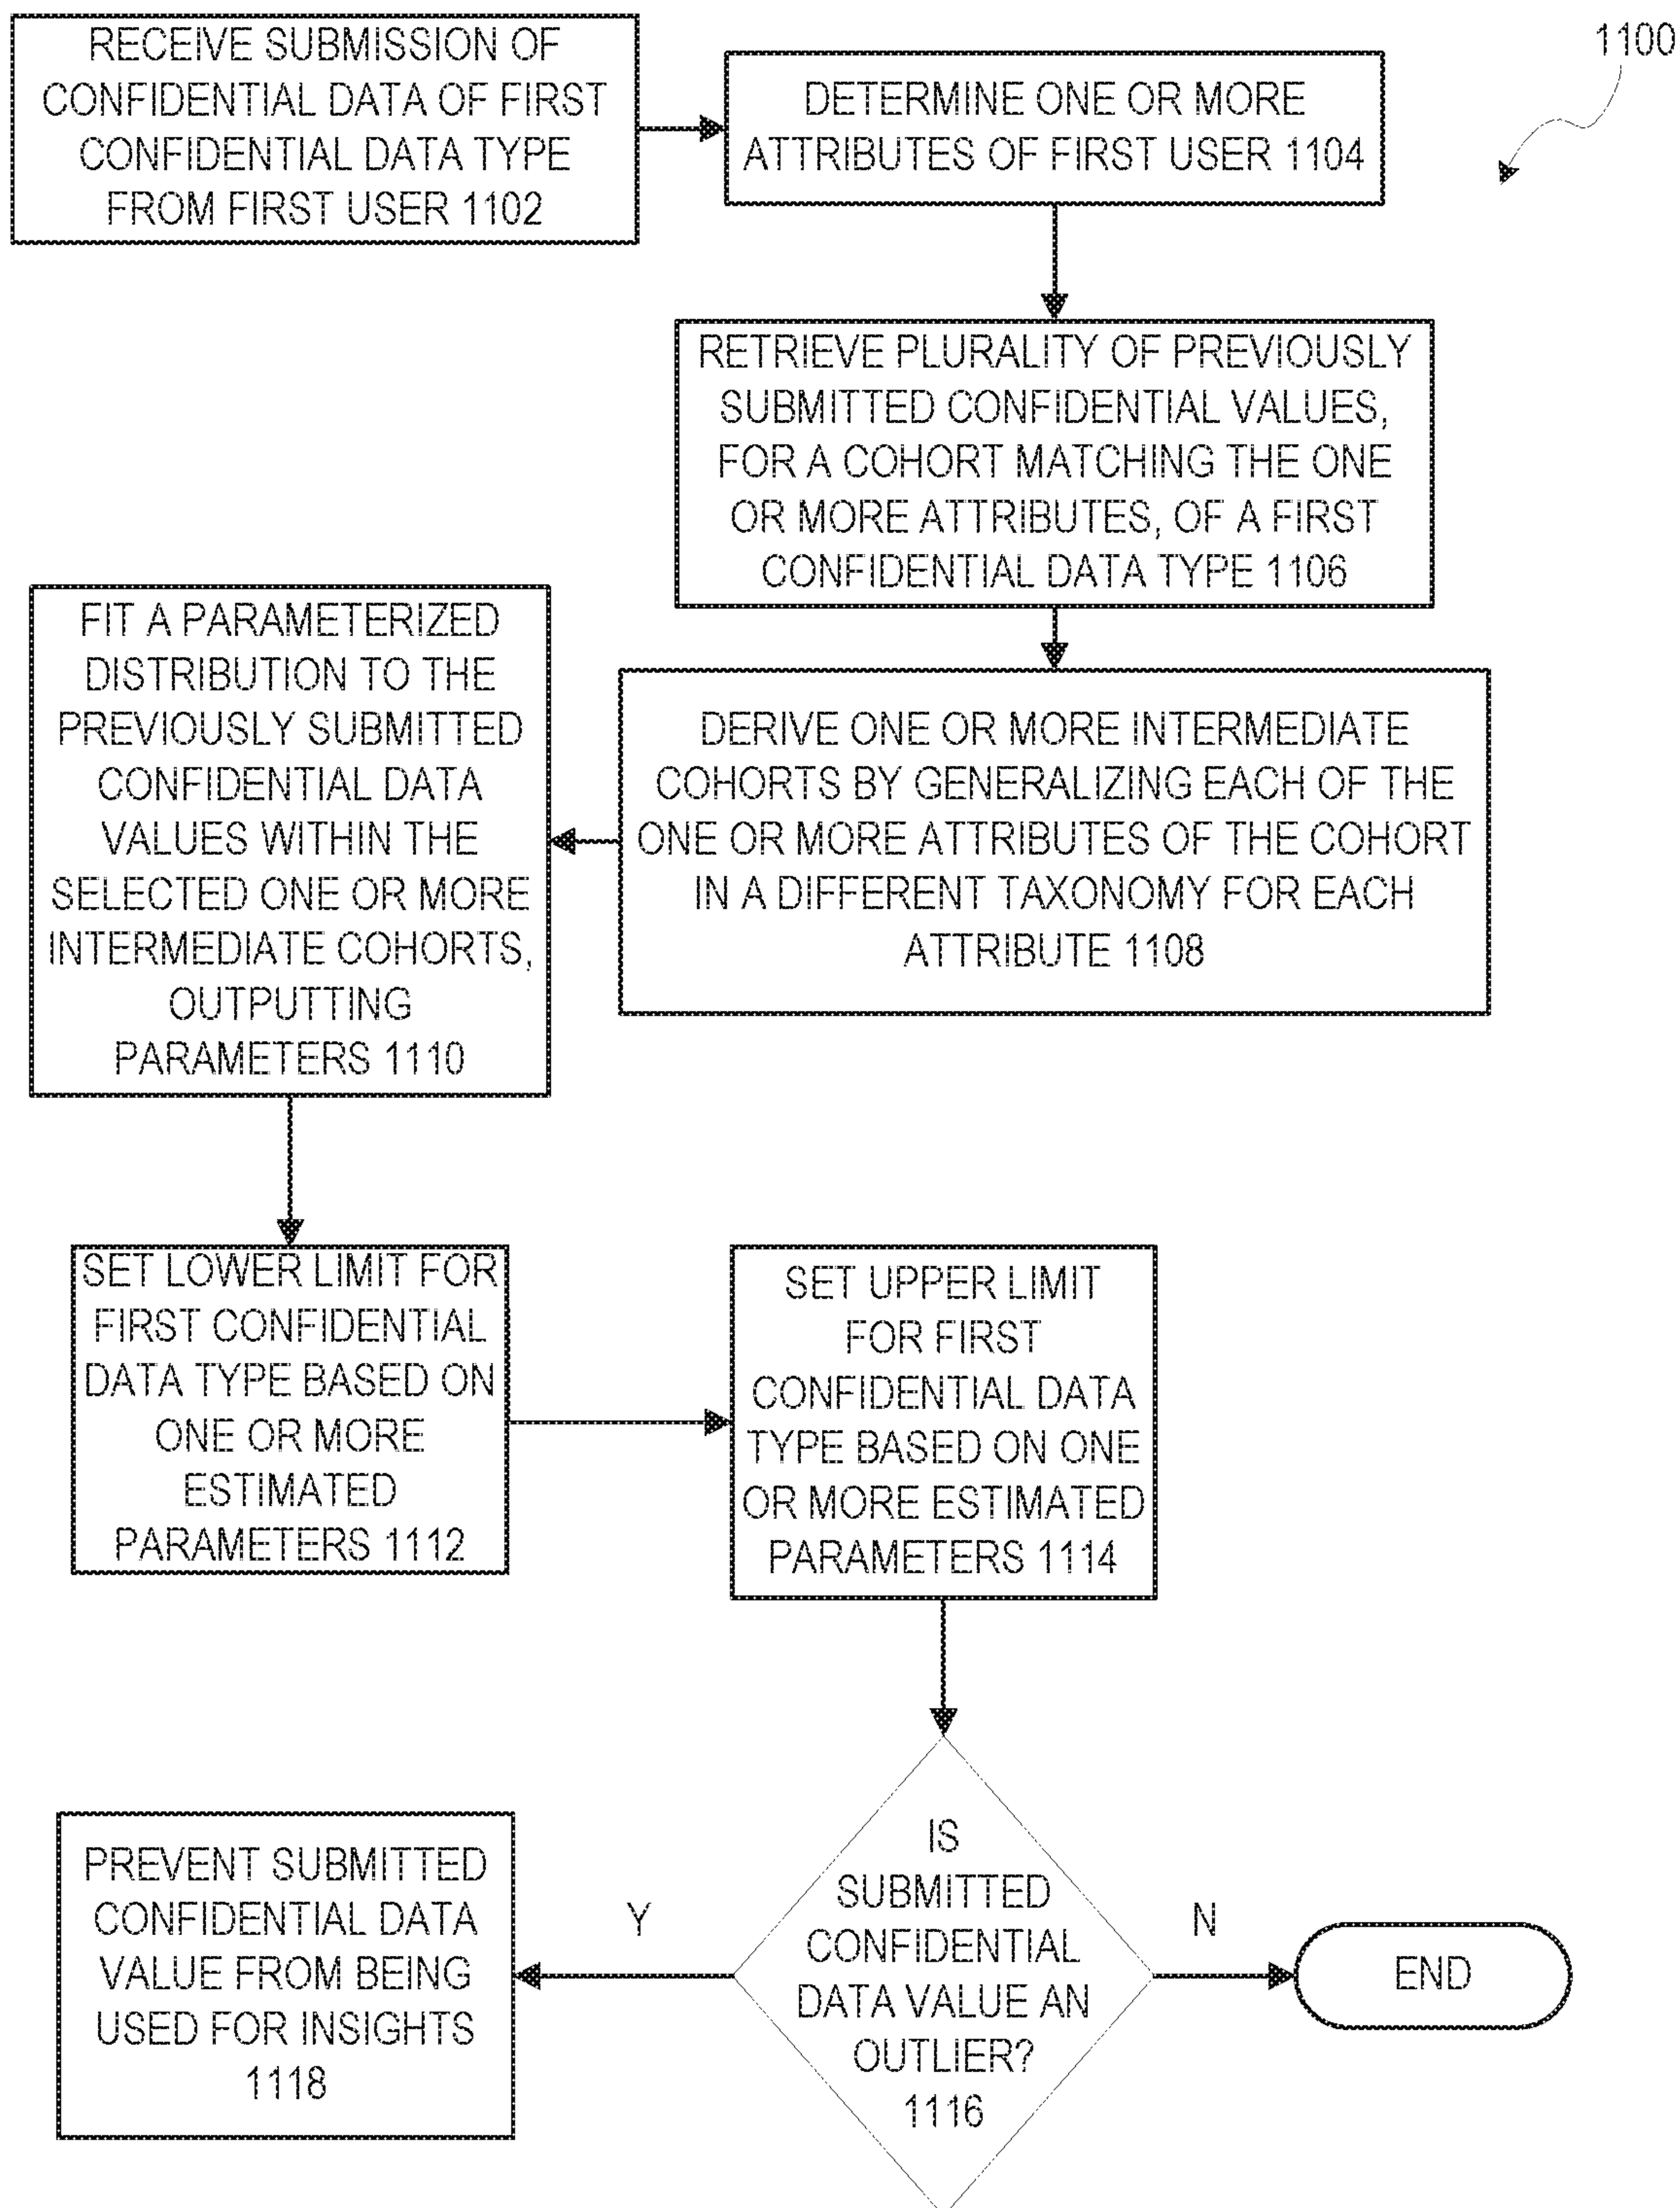 RECEIVE SUBMISSION OF
CONFIDENTIAL DATA OF FIRST
CONFIDENTIAL DATA TYPE
FROM FIRST USER 1102
1100
DETERMINE ONE OR MORE
ATTRIBUTES OF FIRST USER 1104
RETRIEVE PLURALITY OF PREVIOUSLY
SUBMITTED CONFIDENTIAL VALUES,
FOR A COHORT MATCHING THE ONE
OR MORE ATTRIBUTES, OF A FIRST
CONFIDENTIAL DATA TYPE 1106
DERIVE ONE OR MORE INTERMEDIATE
COHORTS BY GENERALIZING EACH OF THE
ONE OR MORE ATTRIBUTES OF THE COHORT
IN A DIFFERENT TAXONOMY FOR EACH
ATTRIBUTE 1108
FIT A PARAMETERIZED
DISTRIBUTION TO THE
PREVIOUSLY SUBMITTED
CONFIDENTIAL DATA
VALUES WITHIN THE
SELECTED ONE OR MORE
INTERMEDIATE COHORTS,
OUTPUTTING
PARAMETERS 1110
SET LOWER LIMIT FOR
FIRST CONFIDENTIAL
DATA TYPE BASED ON
ONE OR MORE
ESTIMATED
PARAMETERS 1112
SET UPPER LIMIT
FOR FIRST
CONFIDENTIAL DATA
TYPE BASED ON ONE
OR MORE ESTIMATED
PARAMETERS 1114
IS
SUBMITTED
CONFIDENTIAL
DATA VALUE AN
OUTLIER?
1116
Y
PREVENT SUBMITTED
CONFIDENTIAL DATA
VALUE FROM BEING
USED FOR INSIGHTS
1118
N
END